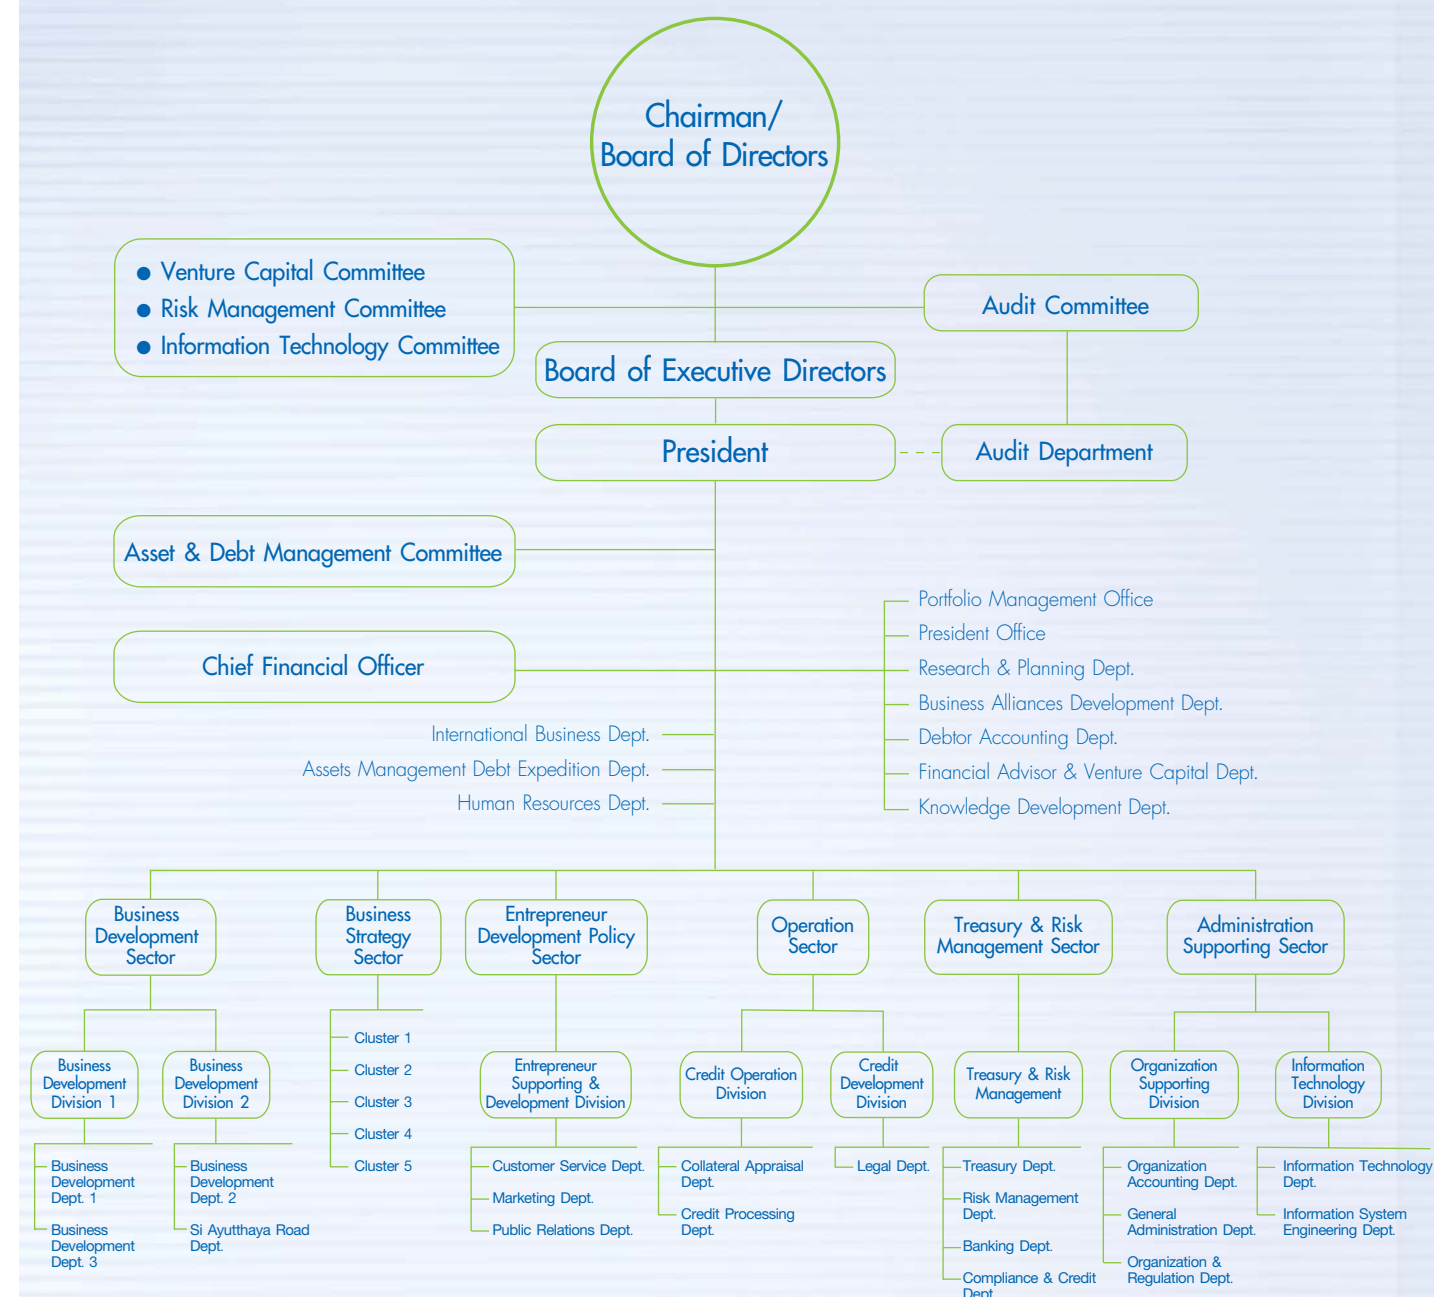 Chairman/
Board of Directors
● Venture Capital Committee
● Risk Management Committee
● Information Technology Committee
Audit Committee
Board of Executive Directors
President
Audit Department
Asset & Debt Management Committee
Chief Financial Officer
Portfolio Management Office
President Office
Research & Planning Dept.
Business Alliances Development Dept.
Debtor Accounting Dept.
Financial Advisor & Venture Capital Dept.
Knowledge Development Dept.
International Business Dept.
Assets Management Debt Expedition Dept.
Human Resources Dept.
Business
Development
Sector
Business
Strategy
Sector
Entrepreneur
Development Policy
Sector
Operation
Sector
Treasury & Risk
Management Sector
Administration
Supporting Sector
Business
Development
Division 1
Business
Development
Division 2
Cluster 1
Cluster 2
Cluster 3
Cluster 4
Cluster 5
Entrepreneur
Supporting &
Development Division
Credit Operation
Division
Credit
Development
Division
Treasury & Risk
Management
Organization
Supporting
Division
Information
Technology
Division
Business
Development
Dept. 1
Business
Development
Dept. 3
Business
Development
Dept. 2
Si Ayutthaya Road
Dept.
Customer Service Dept.
Marketing Dept.
Public Relations Dept.
Collateral Appraisal
Dept.
Credit Processing
Dept.
Legal Dept.
Treasury Dept.
Risk Management
Dept.
Banking Dept.
Compliance & Credit
Dept.
Organization
Accounting Dept.
General
Administration Dept.
Organization &
Regulation Dept.
Information Technology
Dept.
Information System
Engineering Dept.